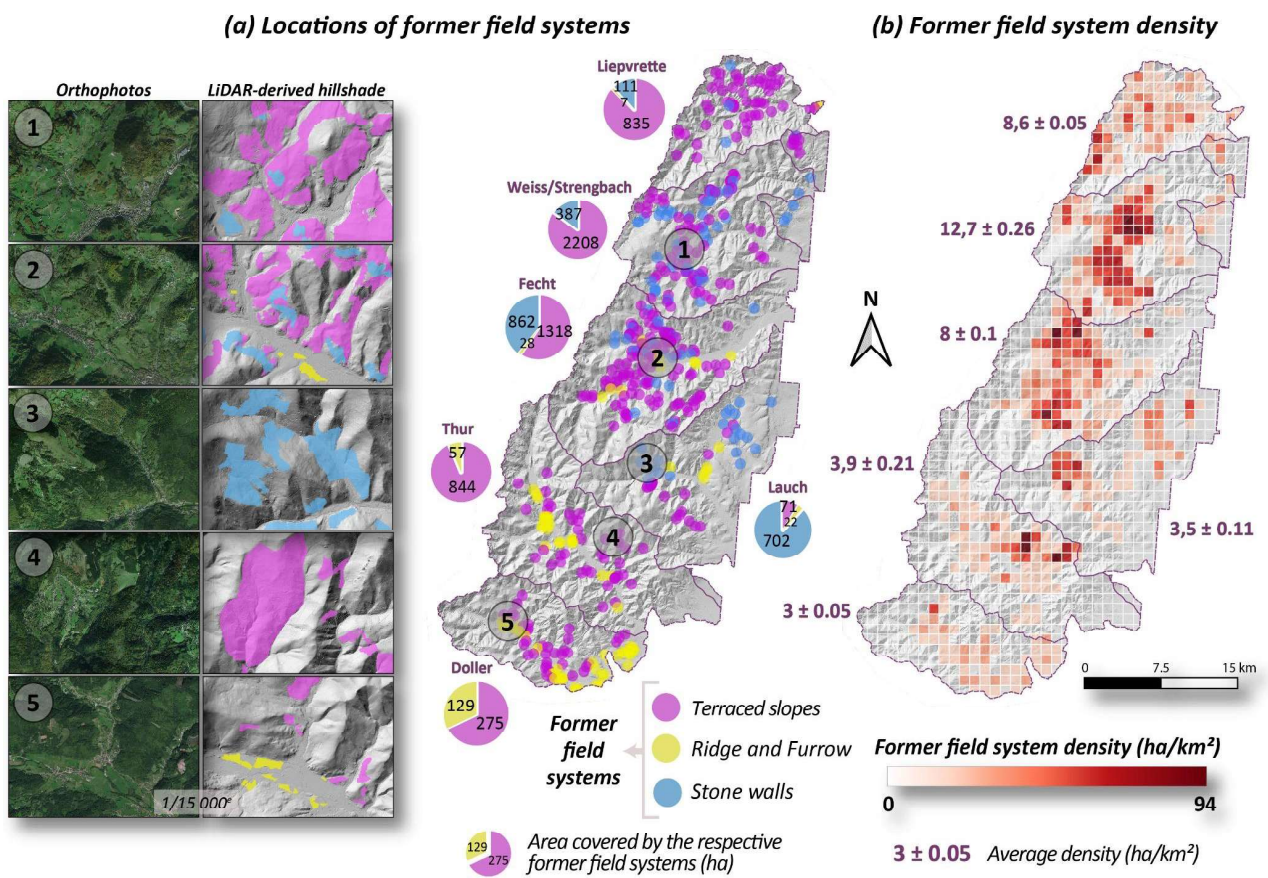 (a) Locations of former field systems
(b) Former field system density
Orthophotos
LiDAR-derived hillshade
1
2
3
4
5
1/15 000e
Liepvrette
111
7
835
Weiss/Strengbach
387
2208
Fecht
862
1318
28
Thur
57
844
Lauch
71
22
702
Doller
129
275
1
2
3
4
5
N
Former
field
systems
Terraced slopes
Ridge and Furrow
Stone walls
129
275
Area covered by the respective
former field systems (ha)
8,6 ± 0.05
12,7 ± 0.26
8 ± 0.1
3,9 ± 0.21
3,5 ± 0.11
3 ± 0.05
0 7.5 15 km
Former field system density (ha/km²)
0 94
3 ± 0.05 Average density (ha/km²)